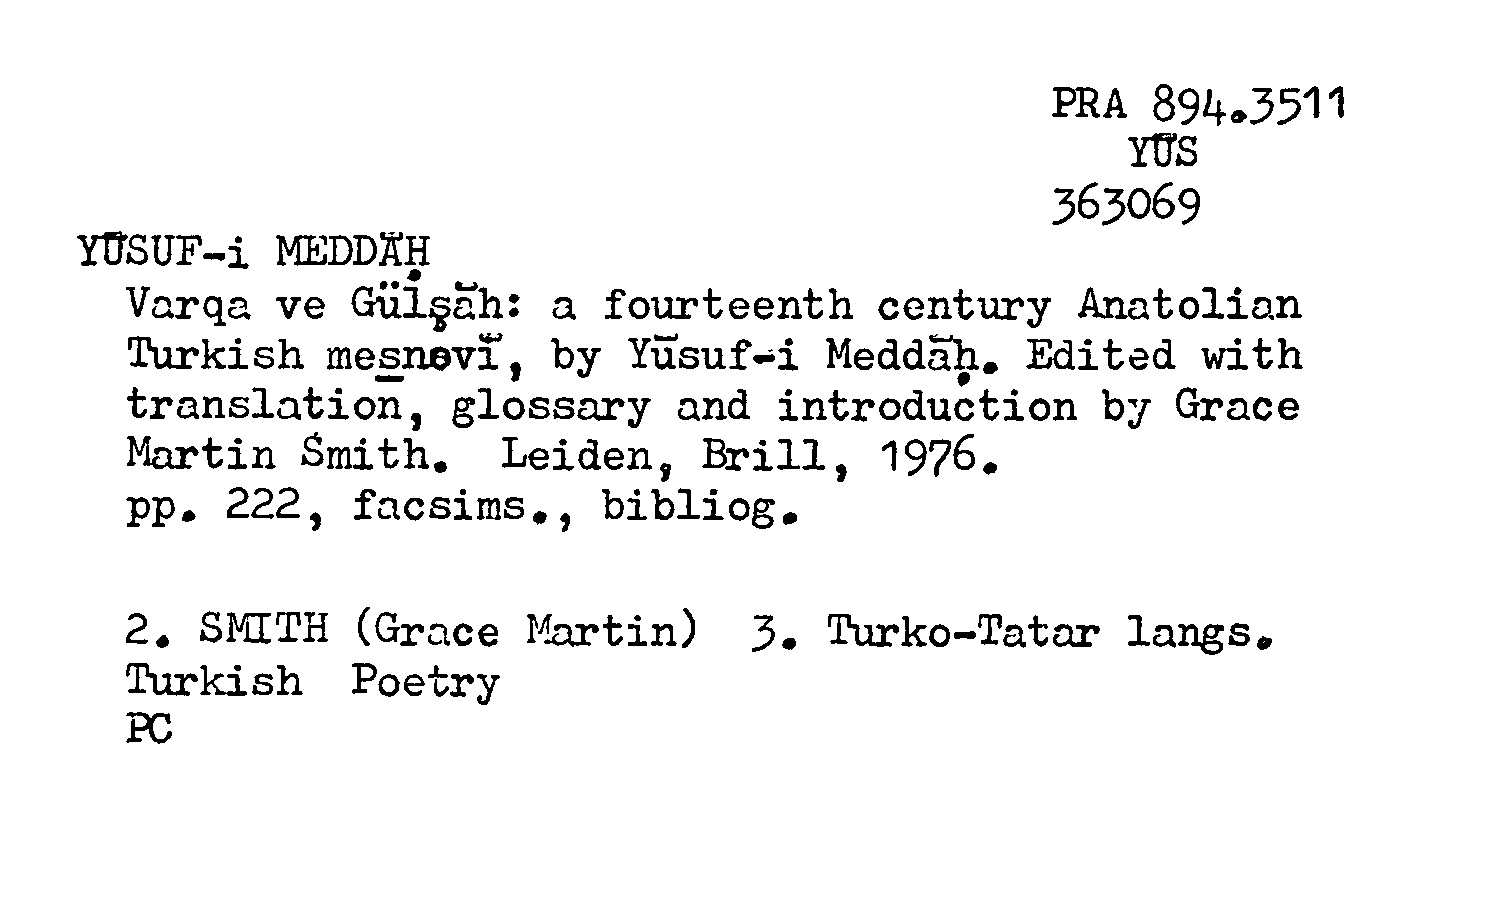 PRA 894.3511
YŪS
363069
YŪSUF-i MEDDĀḤ
Varqa ve Gülşāh: a fourteenth century Anatolian
Turkish mes̱nevī, by Yūsuf-i Meddāḥ. Edited with
translation, glossary and introduction by Grace
Martin Smith. Leiden, Brill, 1976.
pp. 222, facsims., bibliog.
2. SMITH (Grace Martin) 3. Turko-Tatar langs.
Turkish Poetry
PC